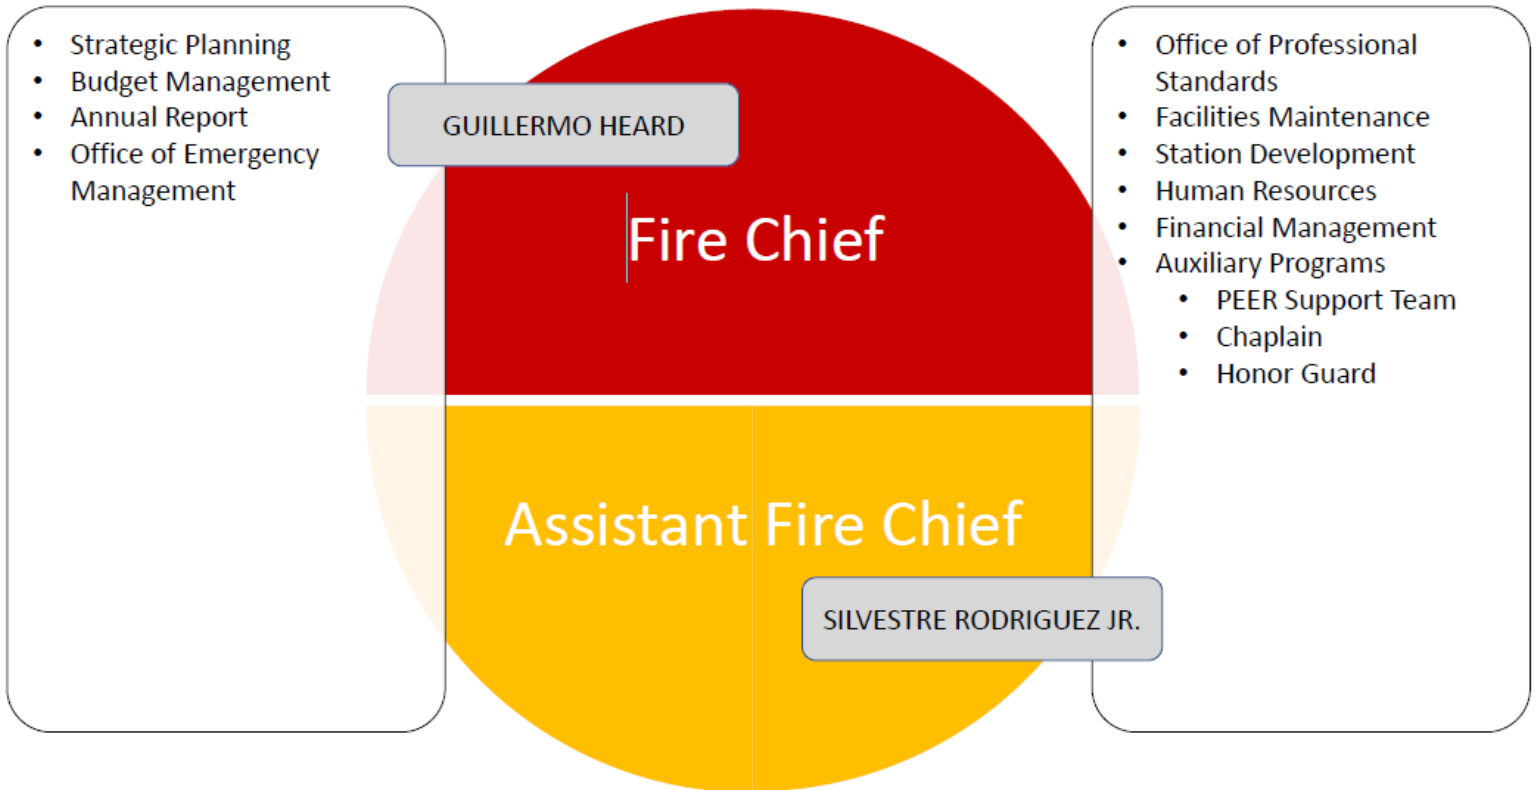 • Strategic Planning
• Budget Management
• Annual Report
• Office of Emergency
Management
GUILLERMO HEARD
Fire Chief
Assistant Fire Chief
SILVESTRE RODRIGUEZ JR.
• Office of Professional
Standards
• Facilities Maintenance
• Station Development
• Human Resources
• Financial Management
• Auxiliary Programs
• PEER Support Team
• Chaplain
• Honor Guard